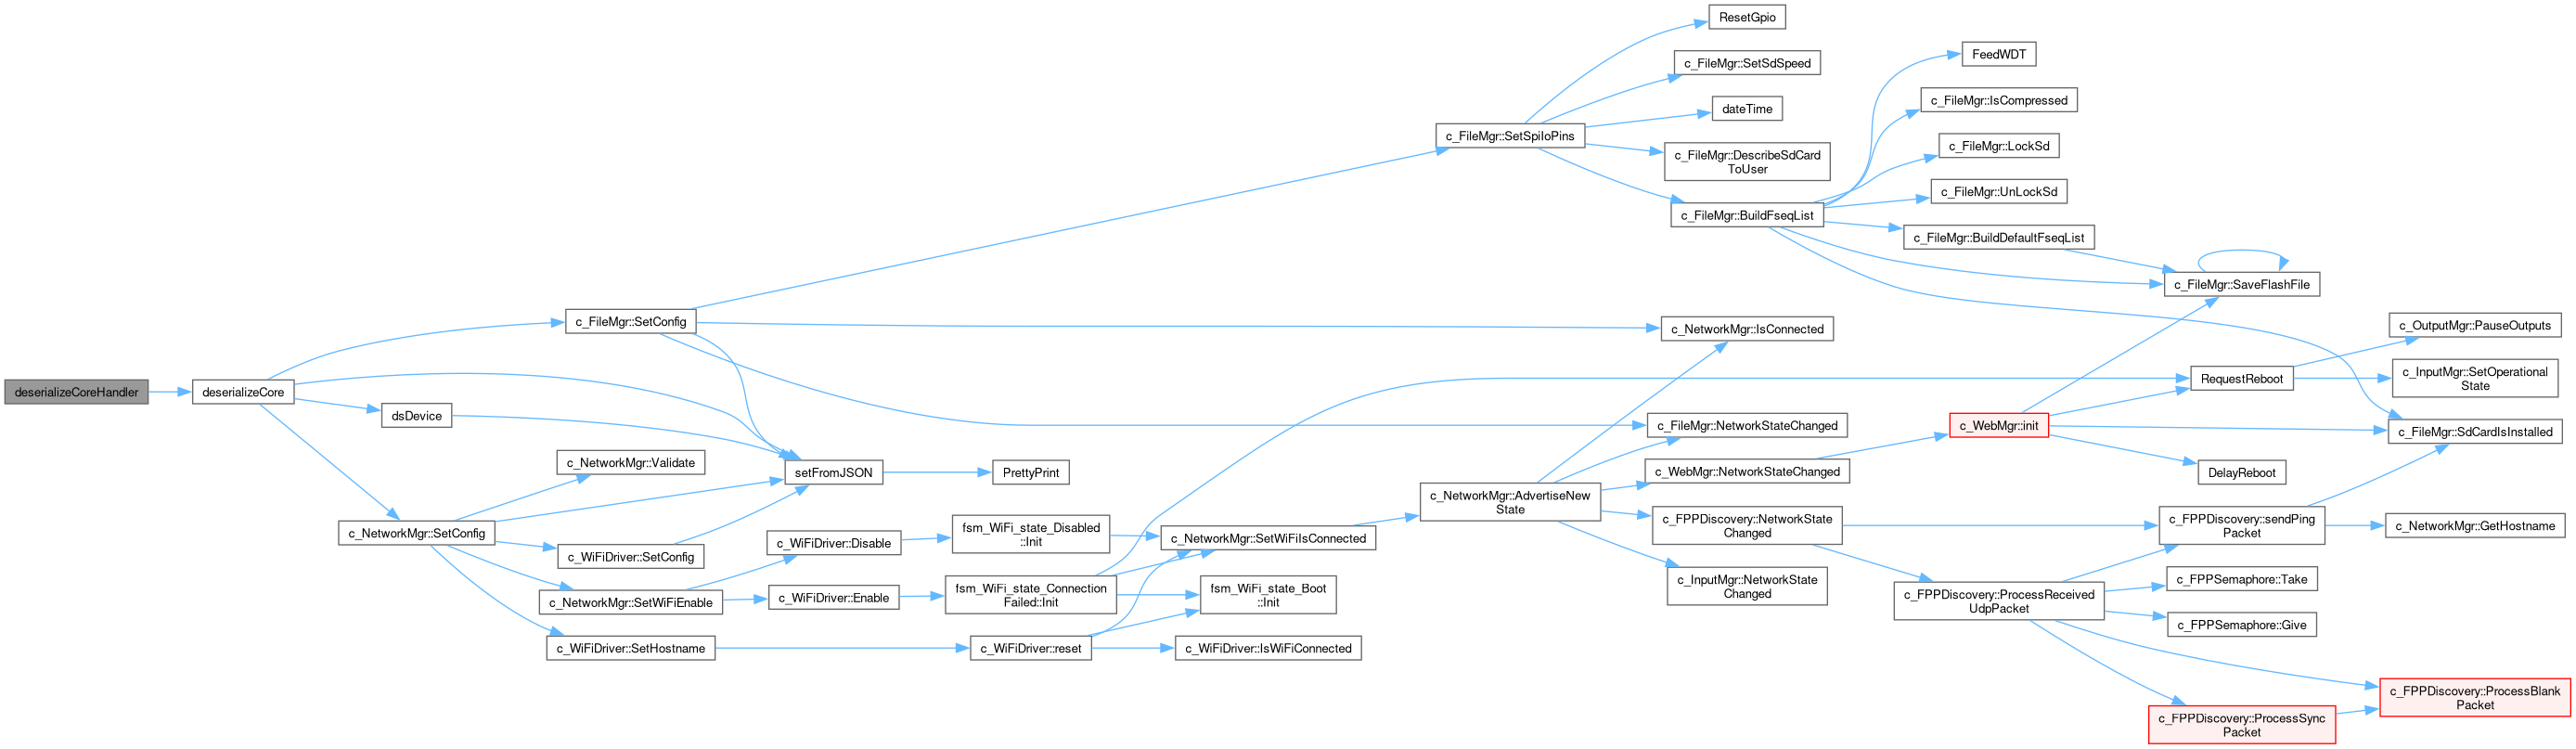 deserializeCoreHandler
deserializeCore
c_FileMgr::SetConfig
dsDevice
c_NetworkMgr::SetConfig
c_NetworkMgr::Validate
c_WiFiDriver::SetConfig
c_NetworkMgr::SetWiFiEnable
c_WiFiDriver::SetHostname
setFromJSON
PrettyPrint
c_WiFiDriver::Disable
c_WiFiDriver::Enable
fsm_WiFi_state_Disabled
::Init
fsm_WiFi_state_Connection
Failed::Init
c_WiFiDriver::reset
c_NetworkMgr::SetWiFiIsConnected
fsm_WiFi_state_Boot
::Init
c_WiFiDriver::IsWiFiConnected
c_FileMgr::SetSpiIoPins
c_NetworkMgr::AdvertiseNew
State
ResetGpio
c_FileMgr::SetSdSpeed
dateTime
c_FileMgr::DescribeSdCard
ToUser
c_FileMgr::BuildFseqList
c_NetworkMgr::IsConnected
c_FileMgr::NetworkStateChanged
c_WebMgr::NetworkStateChanged
c_FPPDiscovery::NetworkState
Changed
c_InputMgr::NetworkState
Changed
FeedWDT
c_FileMgr::IsCompressed
c_FileMgr::LockSd
c_FileMgr::UnLockSd
c_FileMgr::BuildDefaultFseqList
c_WebMgr::init
c_FPPDiscovery::ProcessReceived
UdpPacket
c_FileMgr::SaveFlashFile
RequestReboot
DelayReboot
c_FPPDiscovery::sendPing
Packet
c_FPPSemaphore::Take
c_FPPSemaphore::Give
c_FPPDiscovery::ProcessSync
Packet
c_OutputMgr::PauseOutputs
c_InputMgr::SetOperational
State
c_FileMgr::SdCardIsInstalled
c_NetworkMgr::GetHostname
c_FPPDiscovery::ProcessBlank
Packet